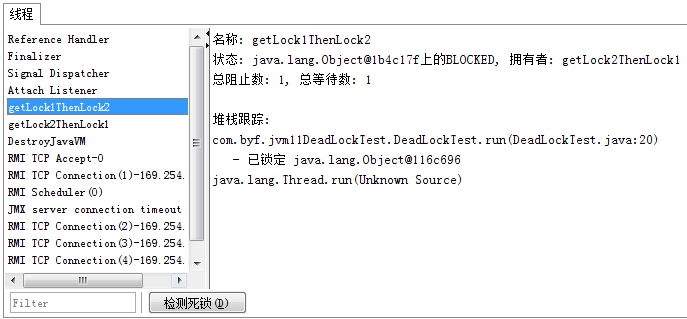 线程
Reference Handler
Finalizer
Signal Dispatcher
Attach Listener
getLock1ThenLock2
getLock2ThenLock1
DestroyJavaVM
RMI TCP Accept-0
RMI TCP Connection(1)-169.254.
RMI Scheduler(0)
JMX server connection timeout
RMI TCP Connection(2)-169.254.
RMI TCP Connection(3)-169.254.
RMI TCP Connection(4)-169.254.
Filter
检测死锁(D)
名称: getLock1ThenLock2
状态: java.lang.Object@1b4c17f上的BLOCKED, 拥有者: getLock2ThenLock1
总阻止数: 1, 总等待数: 1
堆栈跟踪:
com.byf.jvm11DeadLockTest.DeadLockTest.run(DeadLockTest.java:20)
- 已锁定 java.lang.Object@116c696
java.lang.Thread.run(Unknown Source)